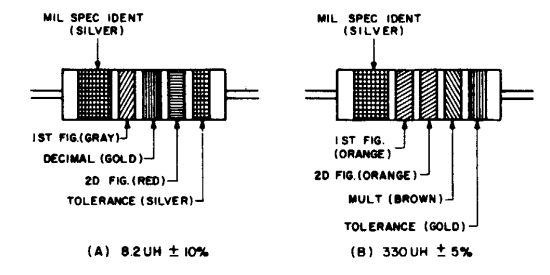 MIL SPEC IDENT
(SILVER)
1ST FIG.(GRAY)
DECIMAL (GOLD)
2D FIG.(RED)
TOLERANCE (SILVER)
(A) 8.2UH ± 10%
MIL SPEC IDENT
(SILVER)
1ST FIG.
(ORANGE)
2D FIG.(ORANGE)
MULT (BROWN)
TOLERANCE (GOLD)
(B) 330UH ± 5%